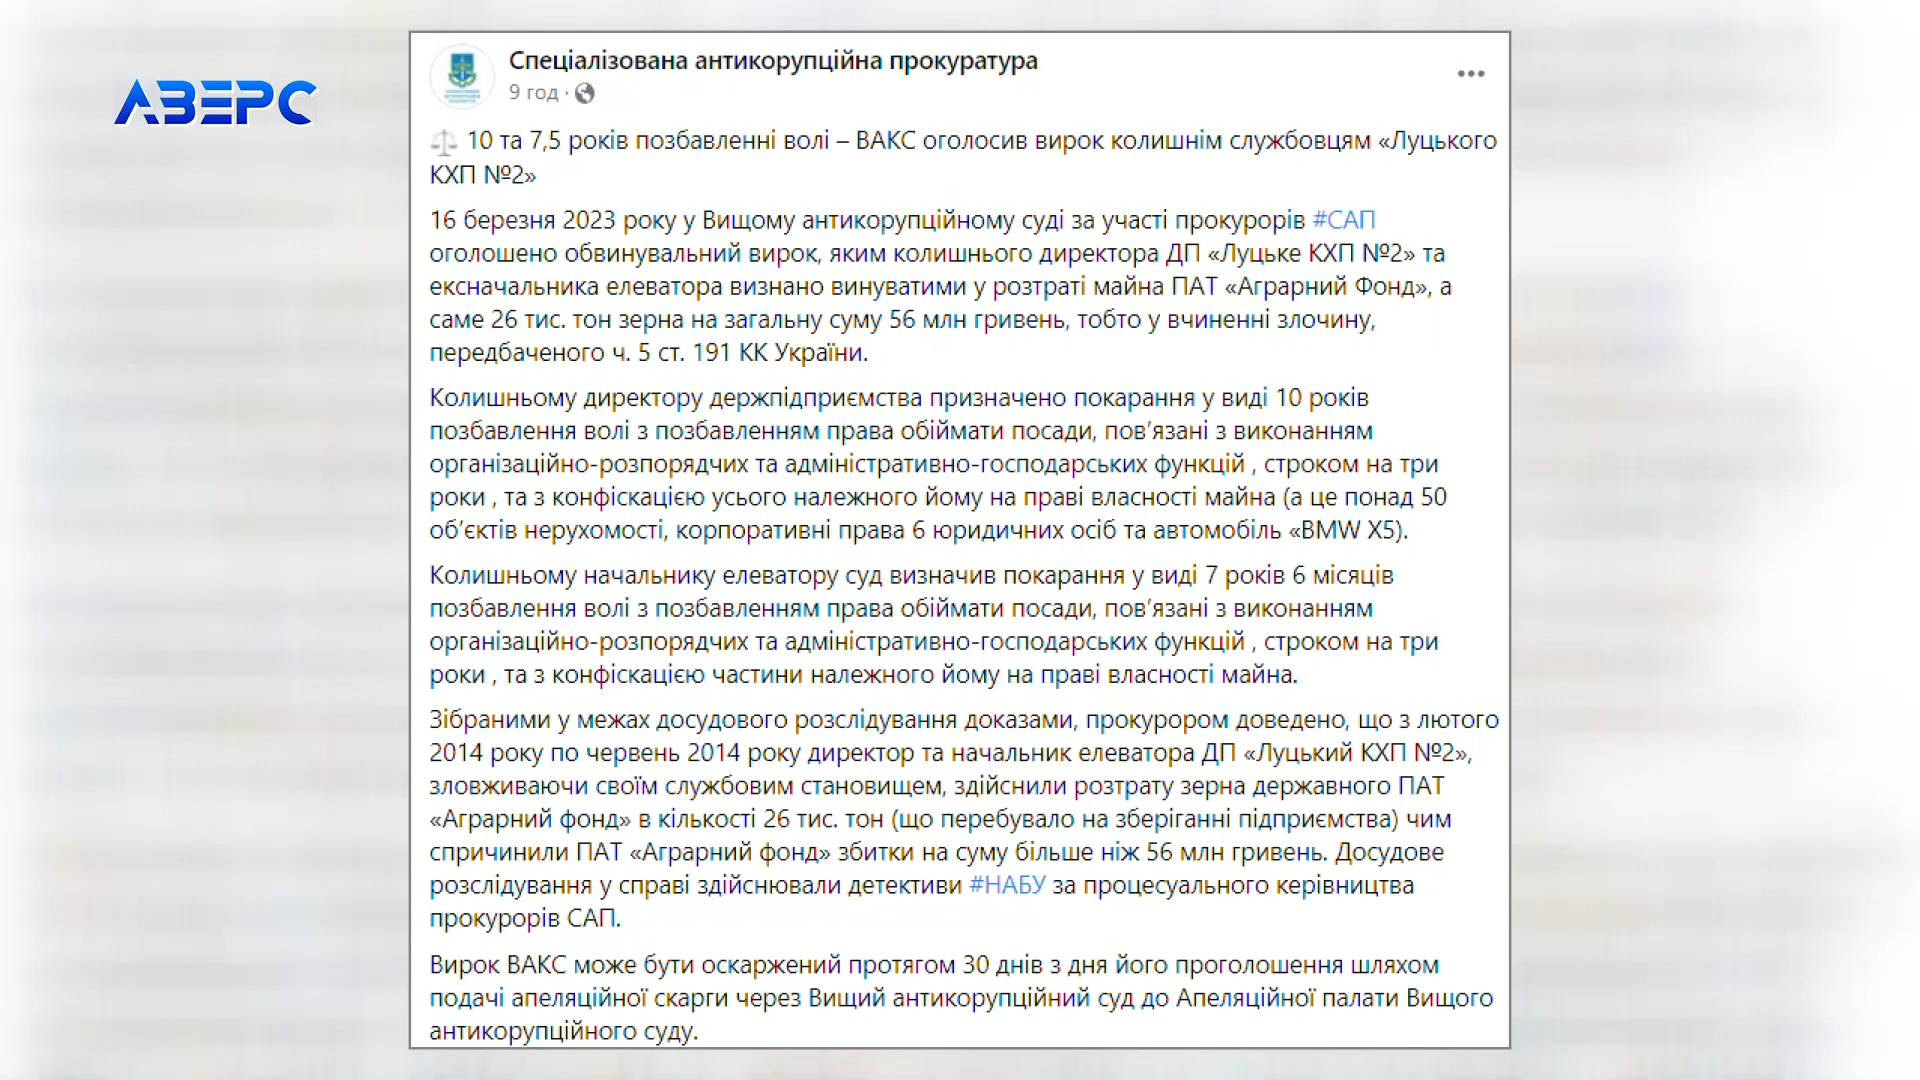 АВЕРС
Спеціалізована антикорупційна прокуратура
9 год ·
10 та 7,5 років позбавленні волі – ВАКС оголосив вирок колишнім службовцям «Луцького
КХП №2»
16 березня 2023 року у Вищому антикорупційному суді за участі прокурорів #САП
оголошено обвинувальний вирок, яким колишнього директора ДП «Луцьке КХП №2» та
ексначальника елеватора визнано винуватими у розтраті майна ПАТ «Аграрний Фонд», а
саме 26 тис. тон зерна на загальну суму 56 млн гривень, тобто у вчиненні злочину,
передбаченого ч. 5 ст. 191 КК України.
Колишньому директору держпідприємства призначено покарання у виді 10 років
позбавлення волі з позбавленням права обіймати посади, пов’язані з виконанням
організаційно-розпорядчих та адміністративно-господарських функцій , строком на три
роки , та з конфіскацією усього належного йому на праві власності майна (а це понад 50
об’єктів нерухомості, корпоративні права 6 юридичних осіб та автомобіль «BMW X5).
Колишньому начальнику елеватору суд визначив покарання у виді 7 років 6 місяців
позбавлення волі з позбавленням права обіймати посади, пов’язані з виконанням
організаційно-розпорядчих та адміністративно-господарських функцій , строком на три
роки , та з конфіскацією частини належного йому на праві власності майна.
Зібраними у межах досудового розслідування доказами, прокурором доведено, що з лютого
2014 року по червень 2014 року директор та начальник елеватора ДП «Луцький КХП №2»,
зловживаючи своїм службовим становищем, здійснили розтрату зерна державного ПАТ
«Аграрний фонд» в кількості 26 тис. тон (що перебувало на зберіганні підприємства) чим
спричинили ПАТ «Аграрний фонд» збитки на суму більше ніж 56 млн гривень. Досудове
розслідування у справі здійснювали детективи #НАБУ за процесуального керівництва
прокурорів САП.
Вирок ВАКС може бути оскаржений протягом 30 днів з дня його проголошення шляхом
подачі апеляційної скарги через Вищий антикорупційний суд до Апеляційної палати Вищого
антикорупційного суду.